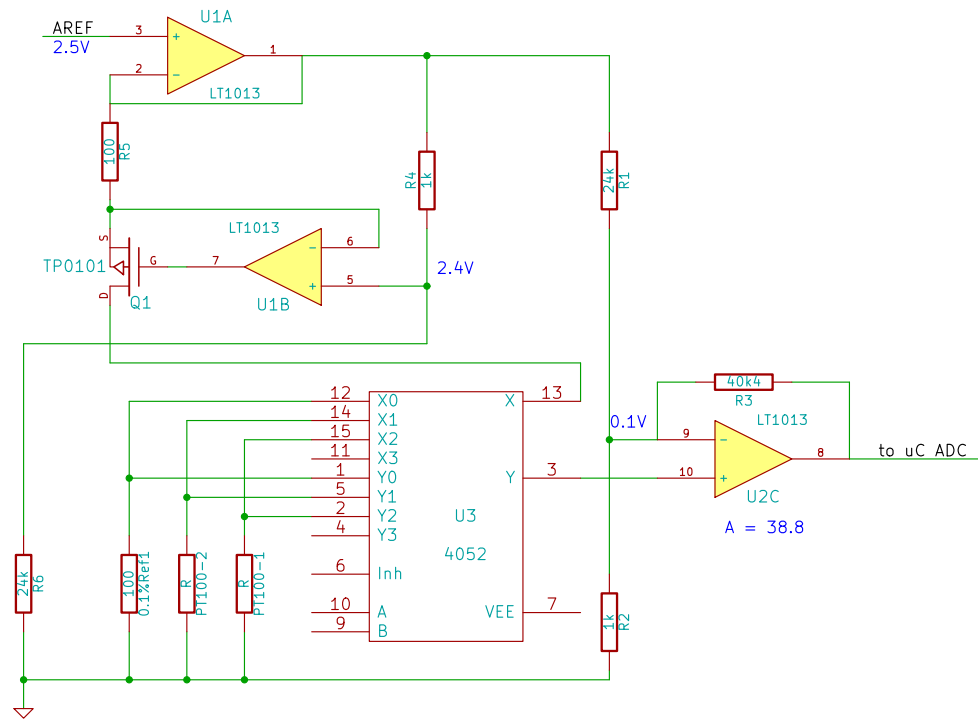 U1A
AREF
2.5V
3
+
1
2
−
LT1013
100
R5
R4
1k
24k
R1
LT1013
S
TP0101
G
7
−
6
+
5
2.4V
D
Q1
U1B
12
X0
X
13
14
X1
15
X2
11
X3
1
Y0
Y
3
5
Y1
2
Y2
4
Y3
U3
4052
6
Inh
10
A
VEE
7
9
B
40k4
R3
LT1013
0.1V
9
−
8
to uC ADC
10
+
U2C
A = 38.8
24k
R6
100
0.1%Ref1
R
PT100-2
R
PT100-1
1k
R2